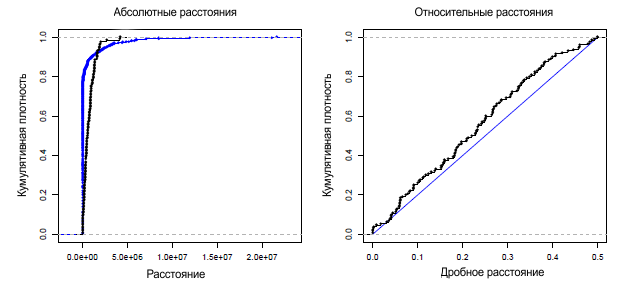 Абсолютные расстояния
Кумулятивная плотность
1.0
0.8
0.6
0.4
0.2
0.0
0.0e+00 5.0e+06 1.0e+07 1.5e+07 2.0e+07
Расстояние
Относительные расстояния
Кумулятивная плотность
1.0
0.8
0.6
0.4
0.2
0.0
0.0 0.1 0.2 0.3 0.4 0.5
Дробное расстояние